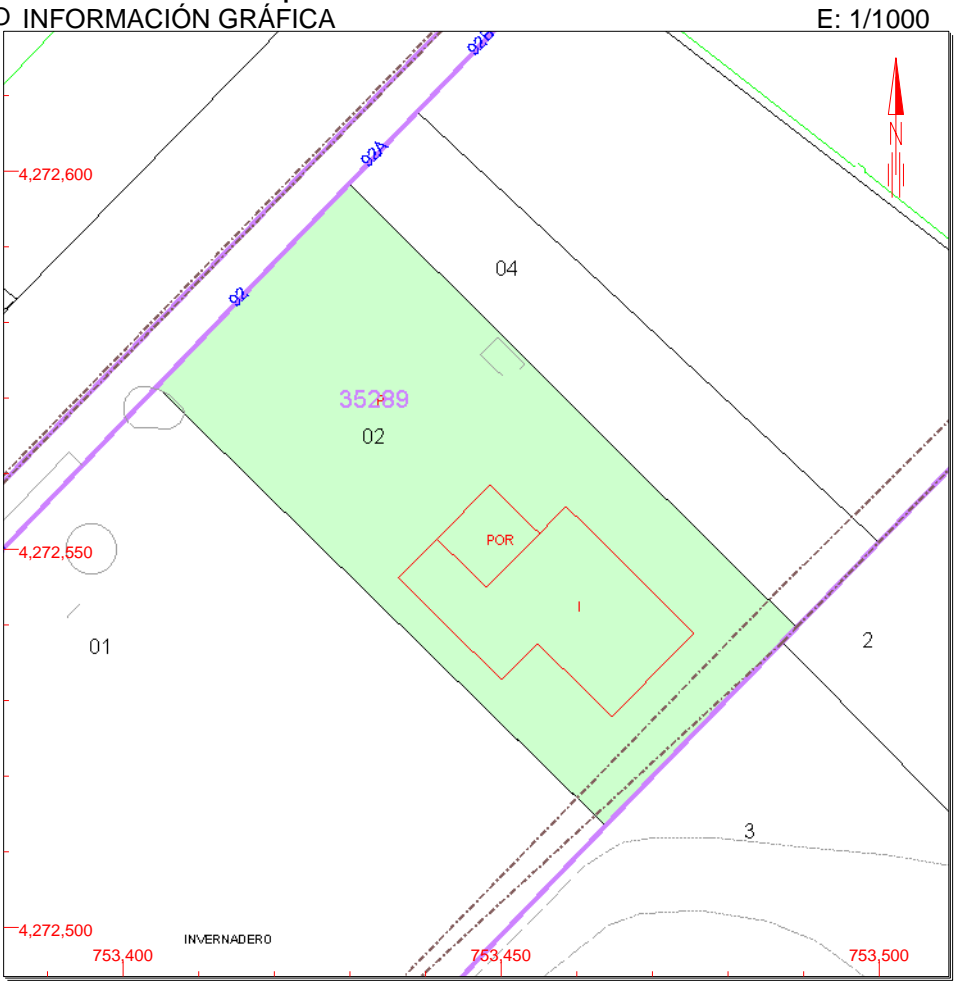 INFORMACIÓN GRÁFICA E: 1/1000
92B
92A
N
4,272,600
04
92
35289
P
02
POR
4,272,550
I
01
2
3
4,272,500
INVERNADERO
753,400 753,450 753,500